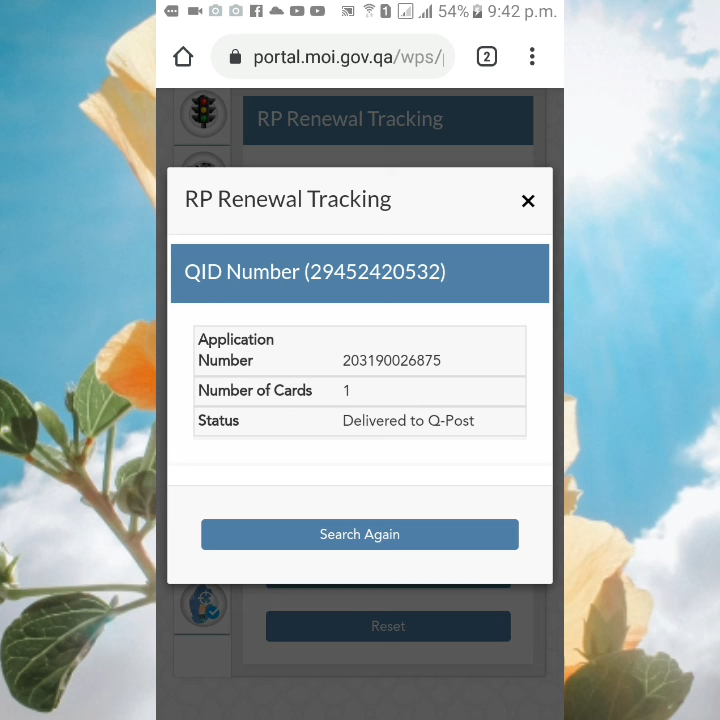 54% 9:42 p.m.
portal.moi.gov.qa/wps/
2
RP Renewal Tracking
RP Renewal Tracking ×
QID Number (29452420532)
Application
Number 203190026875
Number of Cards 1
Status Delivered to Q-Post
Search Again
Reset